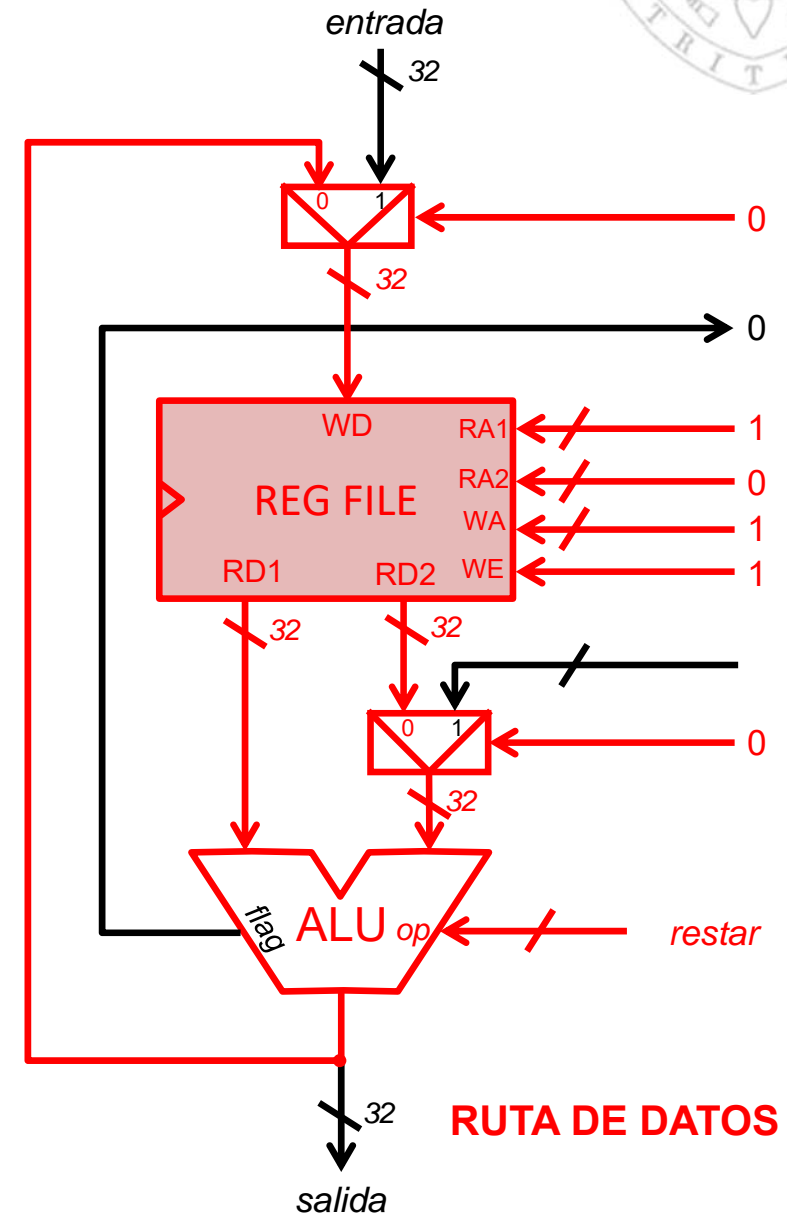 entrada
32
0 1
0
32
0
WD
RA1
1
RA2
0
REG FILE
WA
1
RD1
RD2
WE
1
32
32
0 1
0
32
flag
ALU
op
restar
32
RUTA DE DATOS
salida
T R I T